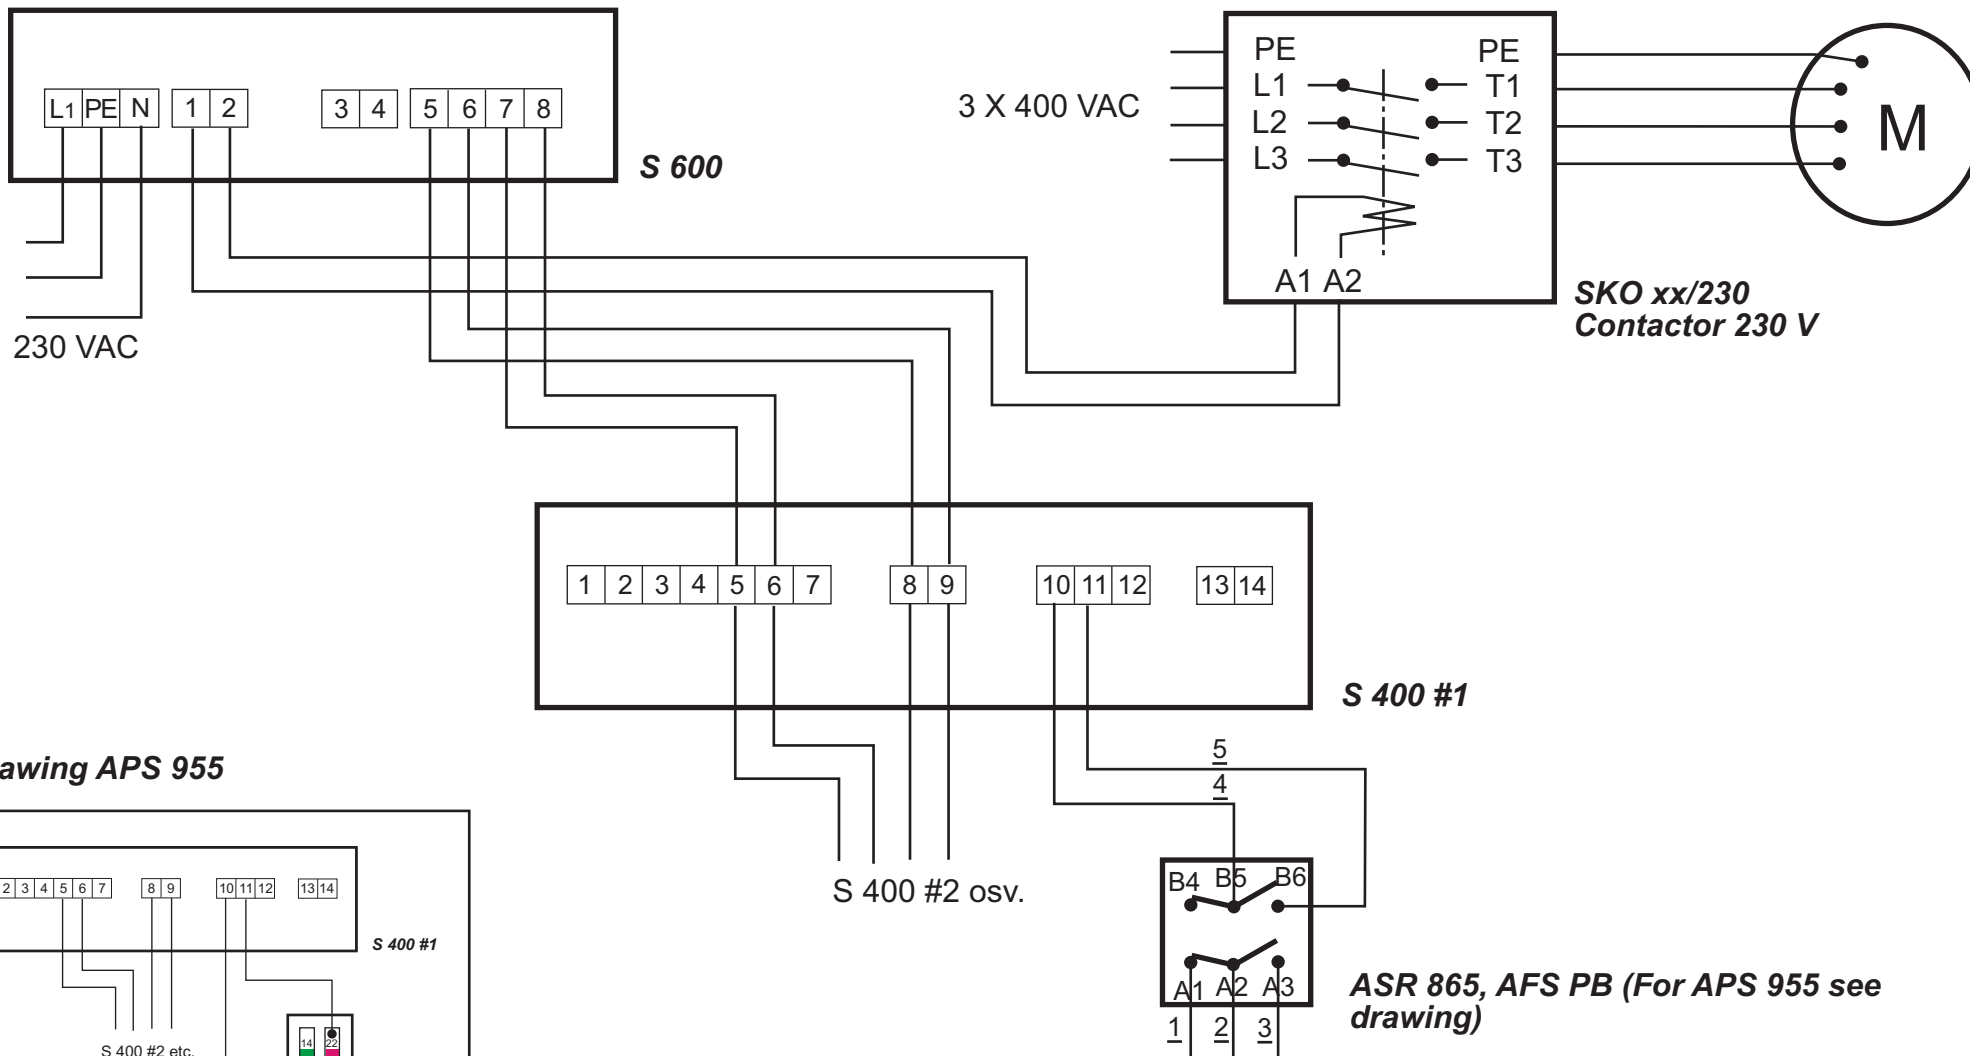 L1 PE N 1 2 3 4 5 6 7 8
S 600
230 VAC
3 X 400 VAC
PE PE
L1 T1
L2 T2
L3 T3
A1 A2
M
SKO xx/230
Contactor 230 V
1 2 3 4 5 6 7 8 9 10 11 12 13 14
S 400 #1
5
4
S 400 #2 osv.
B4 B5 B6
A1 A2 A3
1 2 3
ASR 865, AFS PB (For APS 955 see
drawing)
awing APS 955
2 3 4 5 6 7 8 9 10 11 12 13 14
S 400 #1
14 22
S 400 #2 etc.